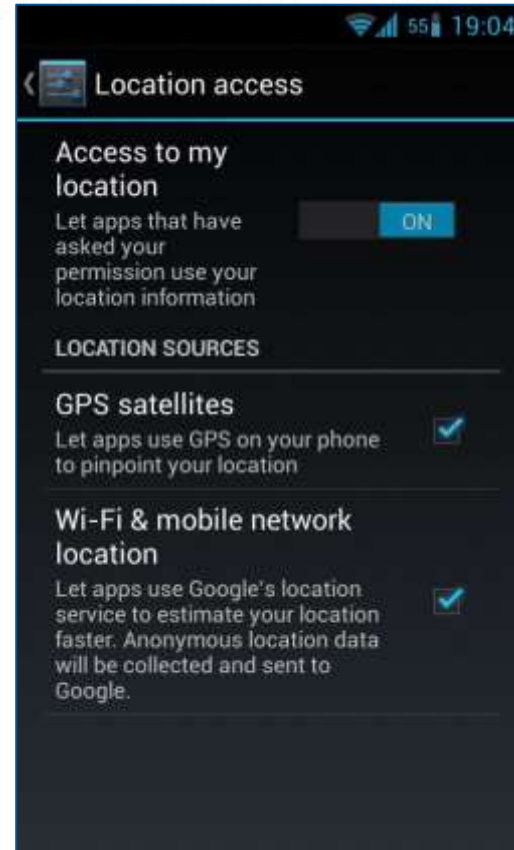 55 19:04
Location access
Access to my
location
Let apps that have
asked your
permission use your
location information
ON
LOCATION SOURCES
GPS satellites
Let apps use GPS on your phone
to pinpoint your location
Wi-Fi & mobile network
location
Let apps use Google's location
service to estimate your location
faster. Anonymous location data
will be collected and sent to
Google.